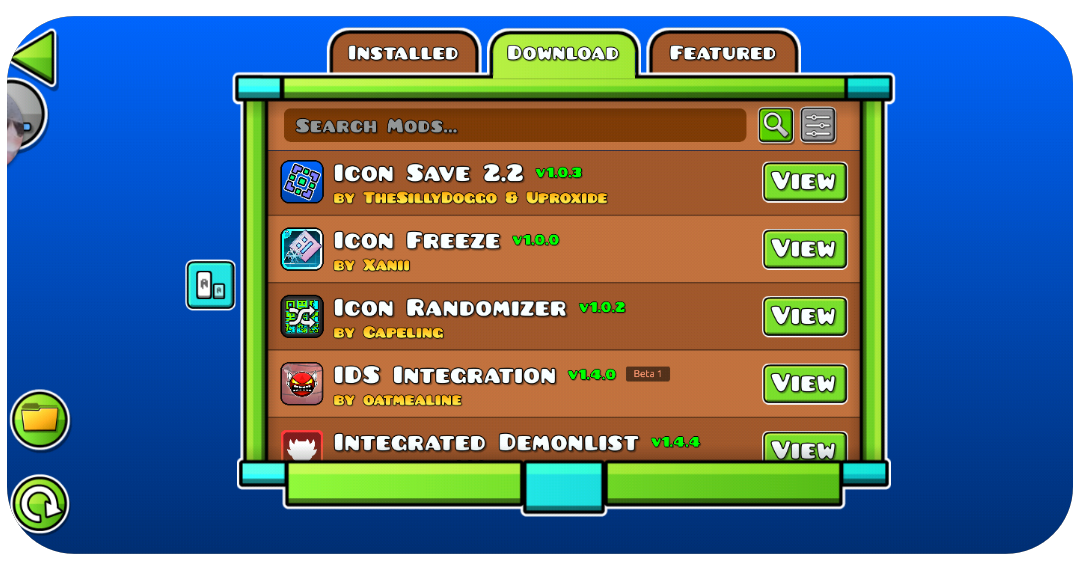 Installed
Download
Featured
Search Mods...
Icon Save 2.2 v1.0.3
by TheSillyDoggo & Uproxide
View
Icon Freeze v1.0.0
by Xanii
View
Icon Randomizer v1.0.2
by Capeling
View
IDS Integration v1.4.0 Beta 1
by oatmealine
View
Integrated Demonlist v1.4.4
View